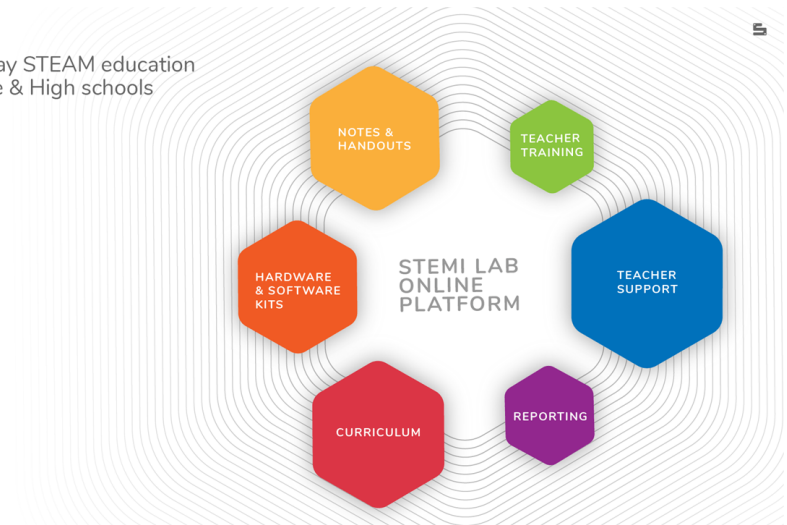 STEAM education
& High schools
NOTES &
HANDOUTS
TEACHER
TRAINING
HARDWARE
& SOFTWARE
KITS
STEMI LAB
ONLINE
PLATFORM
TEACHER
SUPPORT
CURRICULUM
REPORTING